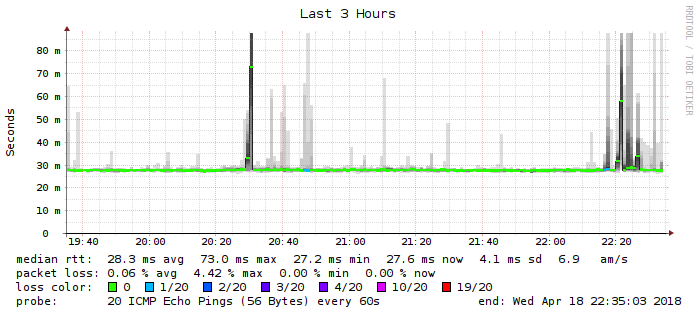 Last 3 Hours
RRDTOOL / TOBI OETIKER
Seconds
80 m
70 m
60 m
50 m
40 m
30 m
20 m
10 m
0
19:40 20:00 20:20 20:40 21:00 21:20 21:40 22:00 22:20
median rtt: 28.3 ms avg 73.0 ms max 27.2 ms min 27.6 ms now 4.1 ms sd 6.9 am/s
packet loss: 0.06 % avg 4.42 % max 0.00 % min 0.00 % now
loss color: 0 1/20 2/20 3/20 4/20 10/20 19/20
probe: 20 ICMP Echo Pings (56 Bytes) every 60s end: Wed Apr 18 22:35:03 2018